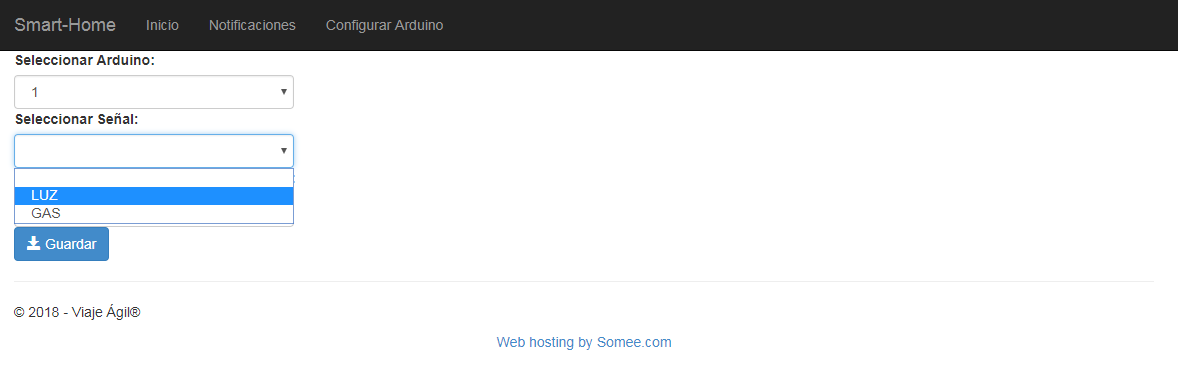 Smart-Home Inicio Notificaciones Configurar Arduino
Seleccionar Arduino:
1
Seleccionar Señal:
LUZ
GAS
Guardar
© 2018 - Viaje Ágil®
Web hosting by Somee.com